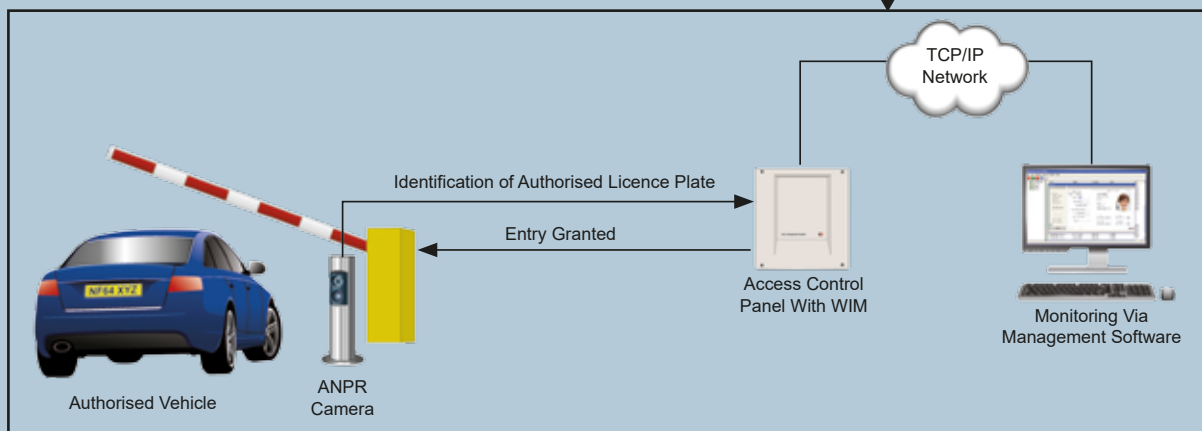 TCP/IP
Network
Identification of Authorised Licence Plate
Entry Granted
NF64 XYZ
Access Control
Panel With WIM
Monitoring Via
Management Software
ANPR
Camera
Authorised Vehicle